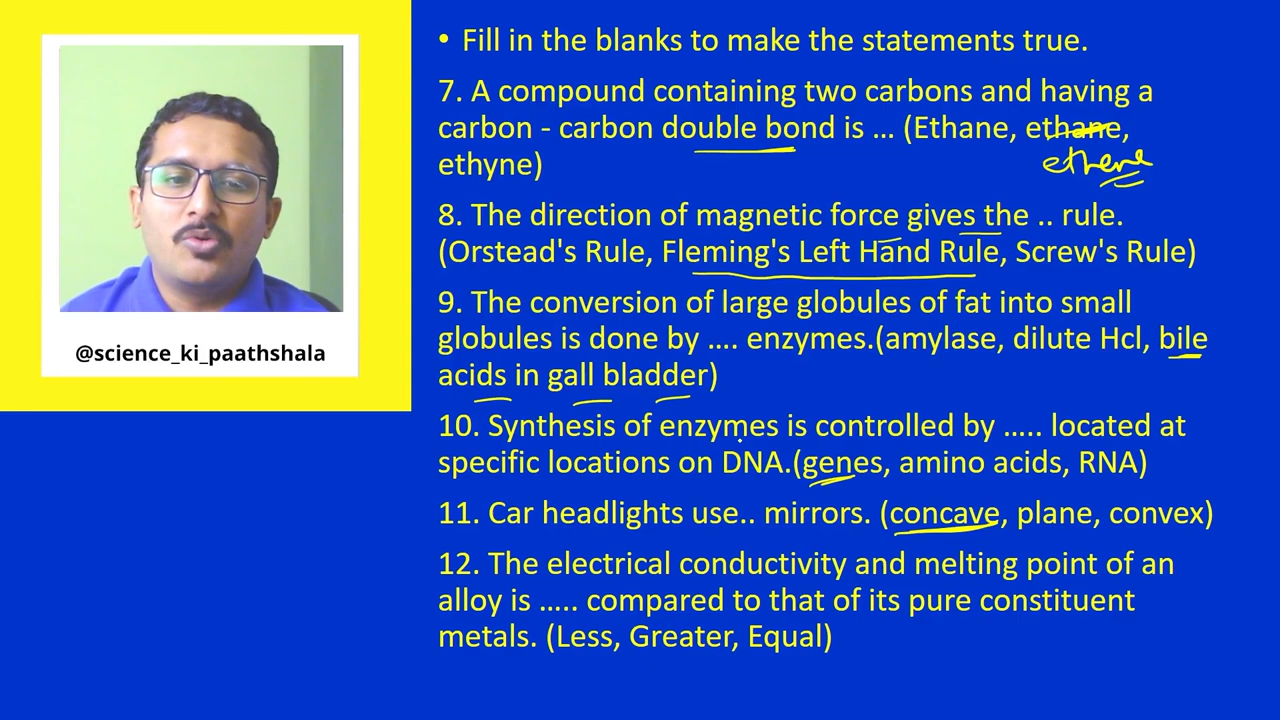 • Fill in the blanks to make the statements true.
7. A compound containing two carbons and having a
carbon - carbon double bond is ... (Ethane, ethane,
ethene
ethyne)
8. The direction of magnetic force gives the .. rule.
(Orstead's Rule, Fleming's Left Hand Rule, Screw's Rule)
9. The conversion of large globules of fat into small
globules is done by .... enzymes.(amylase, dilute Hcl, bile
acids in gall bladder)
10. Synthesis of enzymes is controlled by ..... located at
specific locations on DNA.(genes, amino acids, RNA)
11. Car headlights use.. mirrors. (concave, plane, convex)
12. The electrical conductivity and melting point of an
alloy is ..... compared to that of its pure constituent
metals. (Less, Greater, Equal)
@science_ki_paathshala